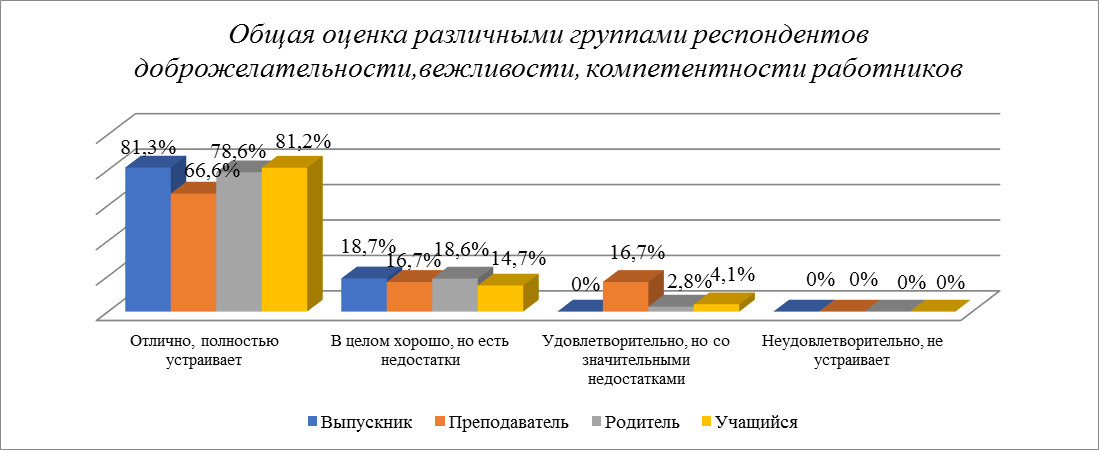 Общая оценка различными группами респондентов
доброжелательности,вежливости, компетентности работников
81,3% 66,6% 78,6% 81,2%
18,7% 16,7% 18,6% 14,7%
0% 16,7% 2,8% 4,1%
0% 0% 0% 0%
Отлично, полностью
устраивает
В целом хорошо, но есть
недостатки
Удовлетворительно, но со
значительными
недостатками
Неудовлетворительно, не
устраивает
Выпускник Преподаватель Родитель Учащийся